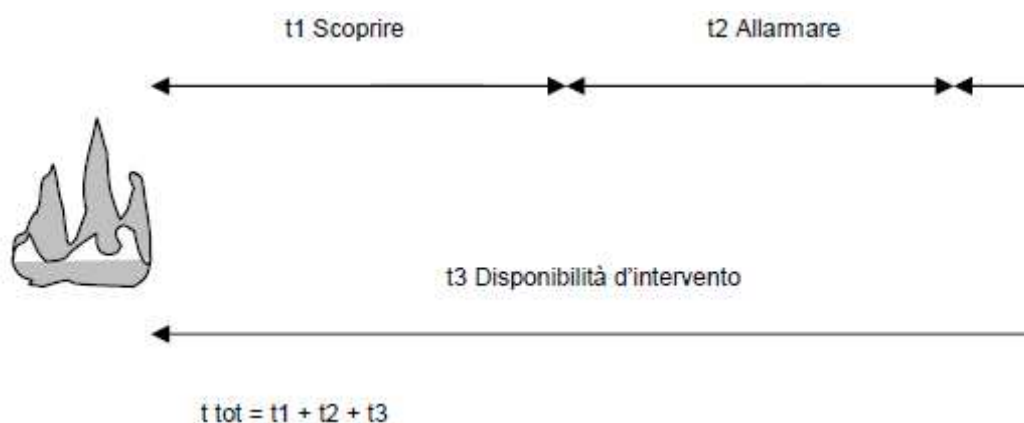 t1 Scoprire
t2 Allarmare
t3 Disponibilità d'intervento
t tot = t1 + t2 + t3